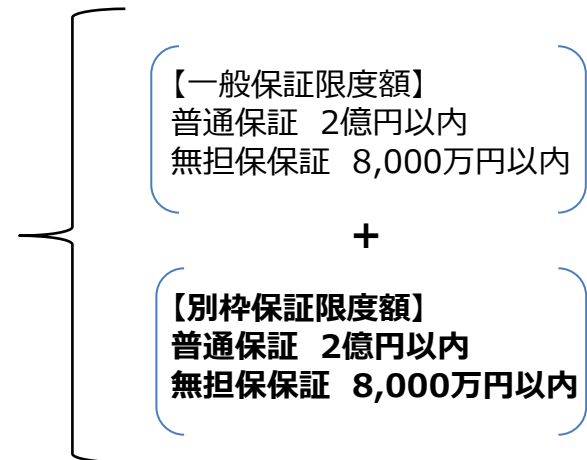 【一般保証限度額】
普通保証 2億円以内
無担保保証 8,000万円以内
+
【別枠保証限度額】
普通保証 2億円以内
無担保保証 8,000万円以内